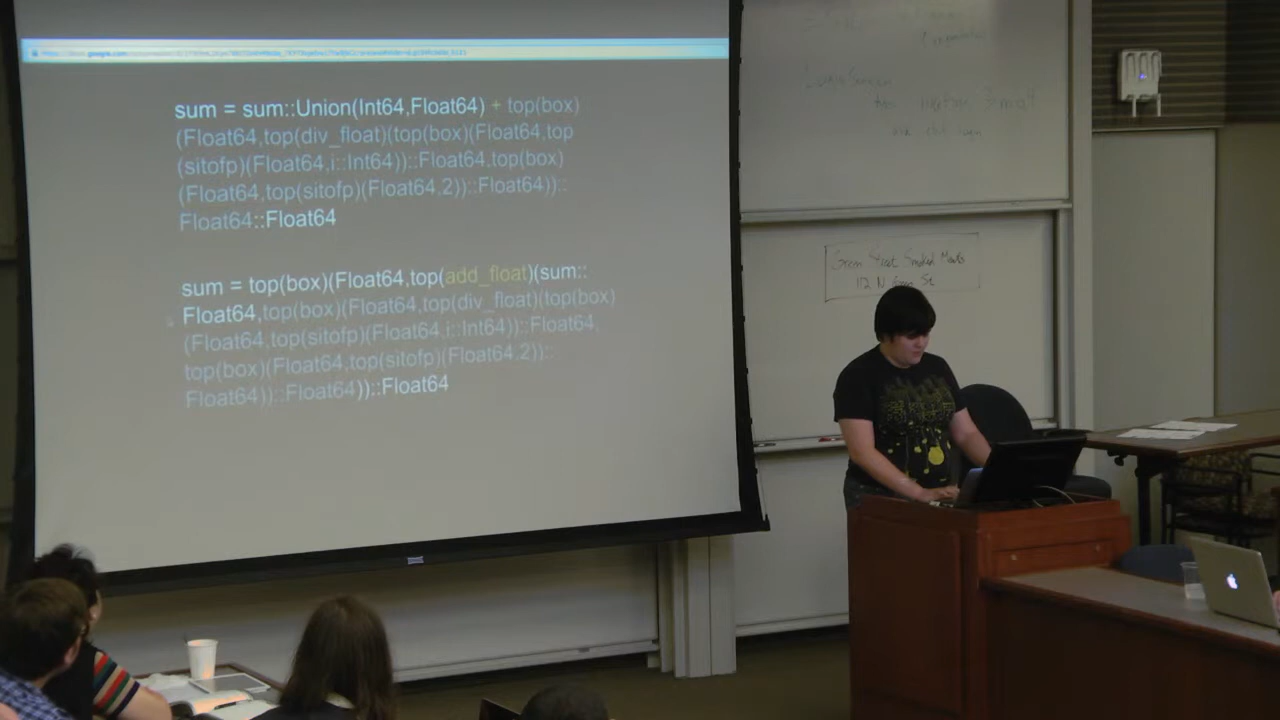 google.com
sum = sum::Union(Int64,Float64) + top(box)
(Float64,top(div_float)(top(box)(Float64,top
(sitofp)(Float64,i::Int64))::Float64,top(box)
(Float64,top(sitofp)(Float64,2))::Float64))::
Float64::Float64
sum = top(box)(Float64,top(add_float)(sum::
Float64,top(box)(Float64,top(div_float)(top(box)
(Float64,top(sitofp)(Float64,i::Int64))::Float64,
top(box)(Float64,top(sitofp)(Float64,2))::
Float64))::Float64))::Float64
Green Street Smoked Meats
112 N St